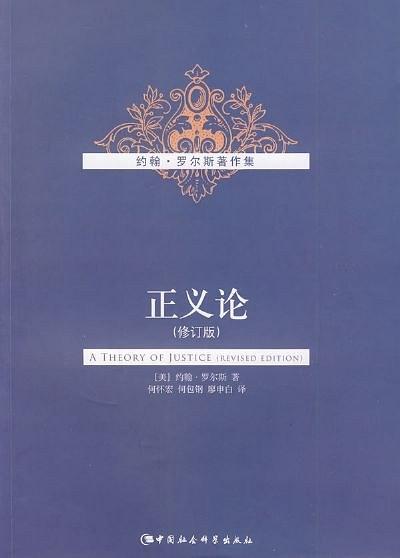 约翰·罗尔斯著作集
正义论
(修订版)
A THEORY OF JUSTICE (REVISED EDITION)
[美] 约翰·罗尔斯 著
何怀宏 何包钢 廖申白 译
中国社会科学出版社